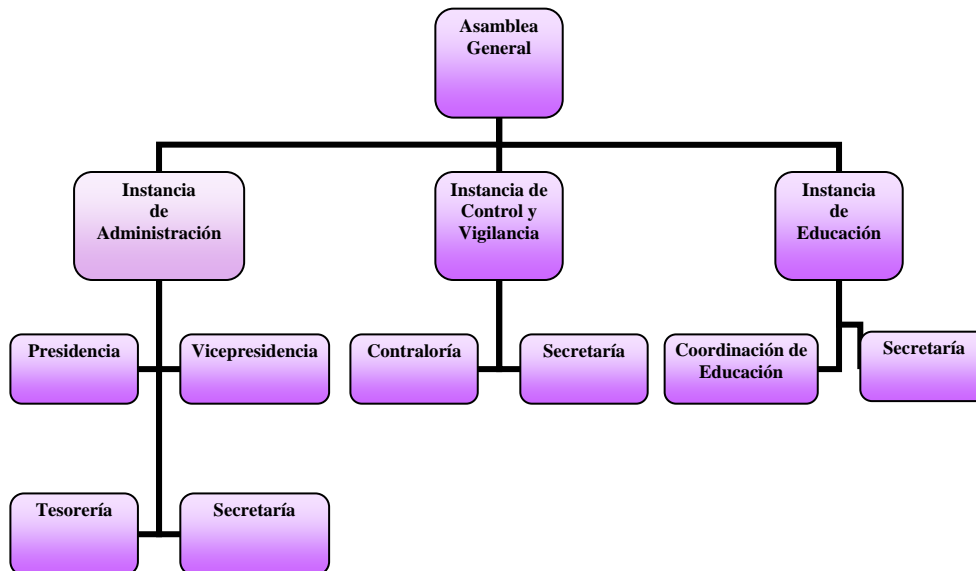 Asamblea
General
Instancia
de
Administración
Instancia de
Control y
Vigilancia
Instancia
de
Educación
Presidencia
Vicepresidencia
Contraloría
Secretaría
Coordinación de
Educación
Secretaría
Tesorería
Secretaría